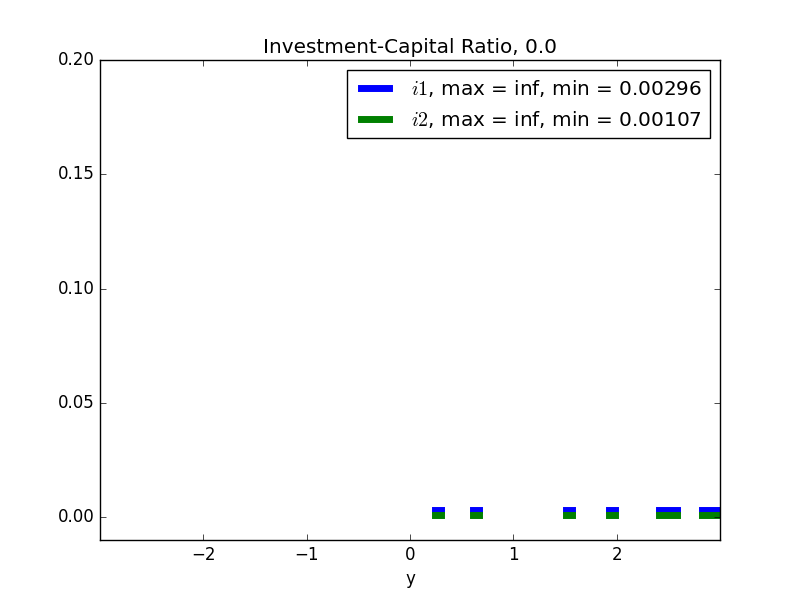 Investment-Capital Ratio, 0.0
i1, max = inf, min = 0.00296
i2, max = inf, min = 0.00107
0.20
0.15
0.10
0.05
0.00
−2 −1 0 1 2
y